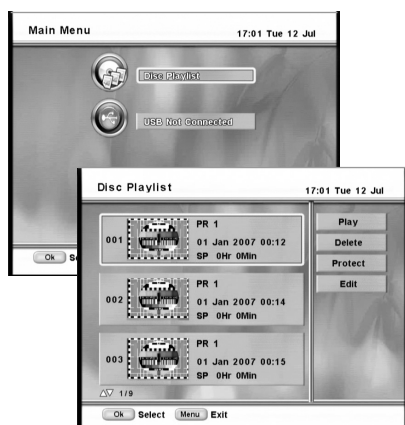 Main Menu 17:01 Tue 12 Jul
Disc Playlist
USB Not Connected
Ok
Disc Playlist 17:01 Tue 12 Jul
001
PR 1
01 Jan 2007 00:12
SP 0Hr 0Min
002
PR 1
01 Jan 2007 00:14
SP 0Hr 0Min
003
PR 1
01 Jan 2007 00:15
SP 0Hr 0Min
1/9
Play
Delete
Protect
Edit
Ok Select Menu Exit